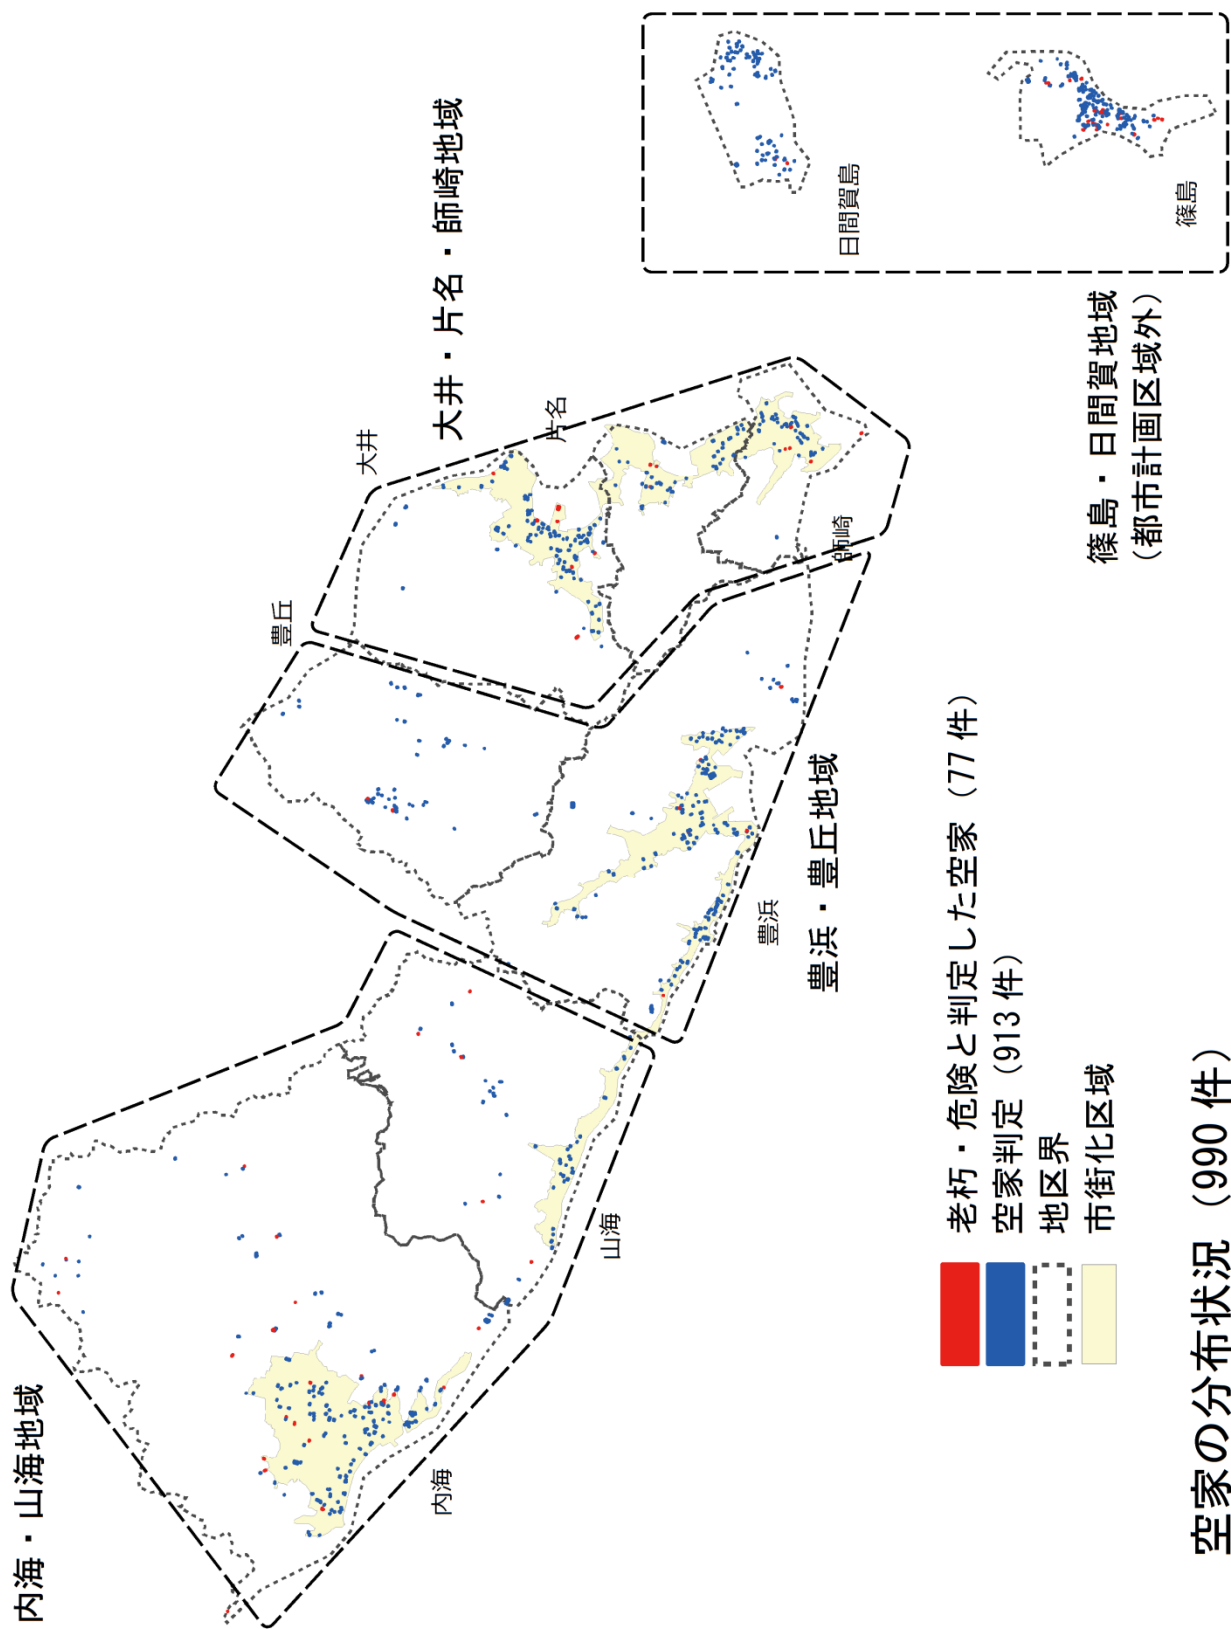 内海・山海地域
内海
山海
豊浜・豊丘地域
豊浜
豊丘
大井・片名・師崎地域
大井
片名
師崎
篠島・日間賀地域
（都市計画区域外）
日間賀島
篠島
老朽・危険と判定した空家（77件）
空家判定（913件）
地区界
市街化区域
空家の分布状況（990件）